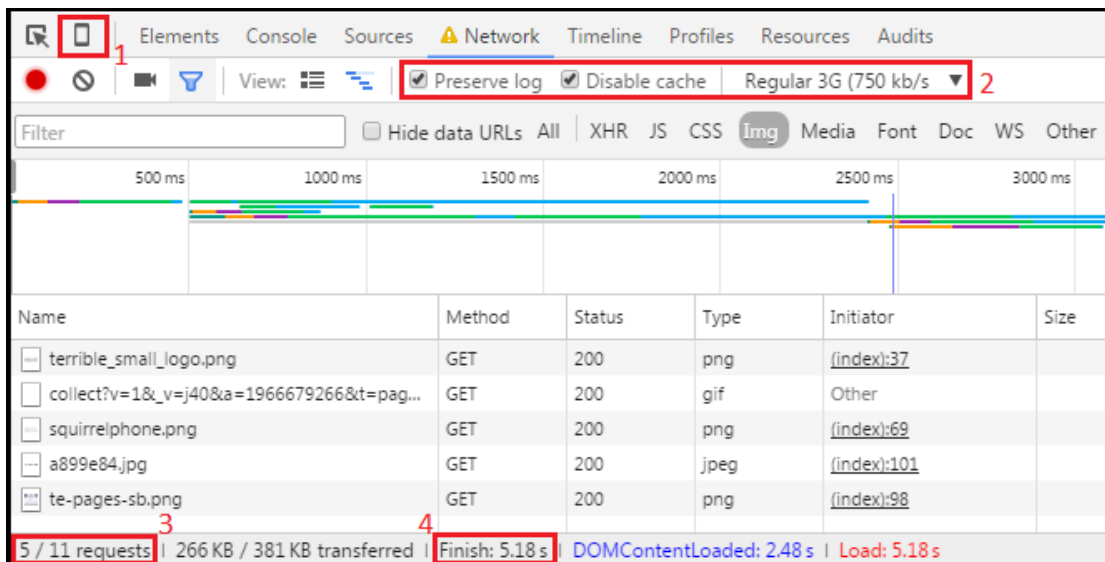 Elements Console Sources Network Timeline Profiles Resources Audits
1
View: Preserve log Disable cache Regular 3G (750 kb/s 2
Filter Hide data URLs All XHR JS CSS Img Media Font Doc WS Other
500 ms 1000 ms 1500 ms 2000 ms 2500 ms 3000 ms
Name Method Status Type Initiator Size
terrible_small_logo.png GET 200 png (index):37
collect?v=1&_v=j40&a=1966679266&t=pag... GET 200 gif Other
squirrelphone.png GET 200 png (index):69
a899e84.jpg GET 200 jpeg (index):101
te-pages-sb.png GET 200 png (index):98
3 4
5 / 11 requests | 266 KB / 381 KB transferred | Finish: 5.18 s | DOMContentLoaded: 2.48 s | Load: 5.18 s